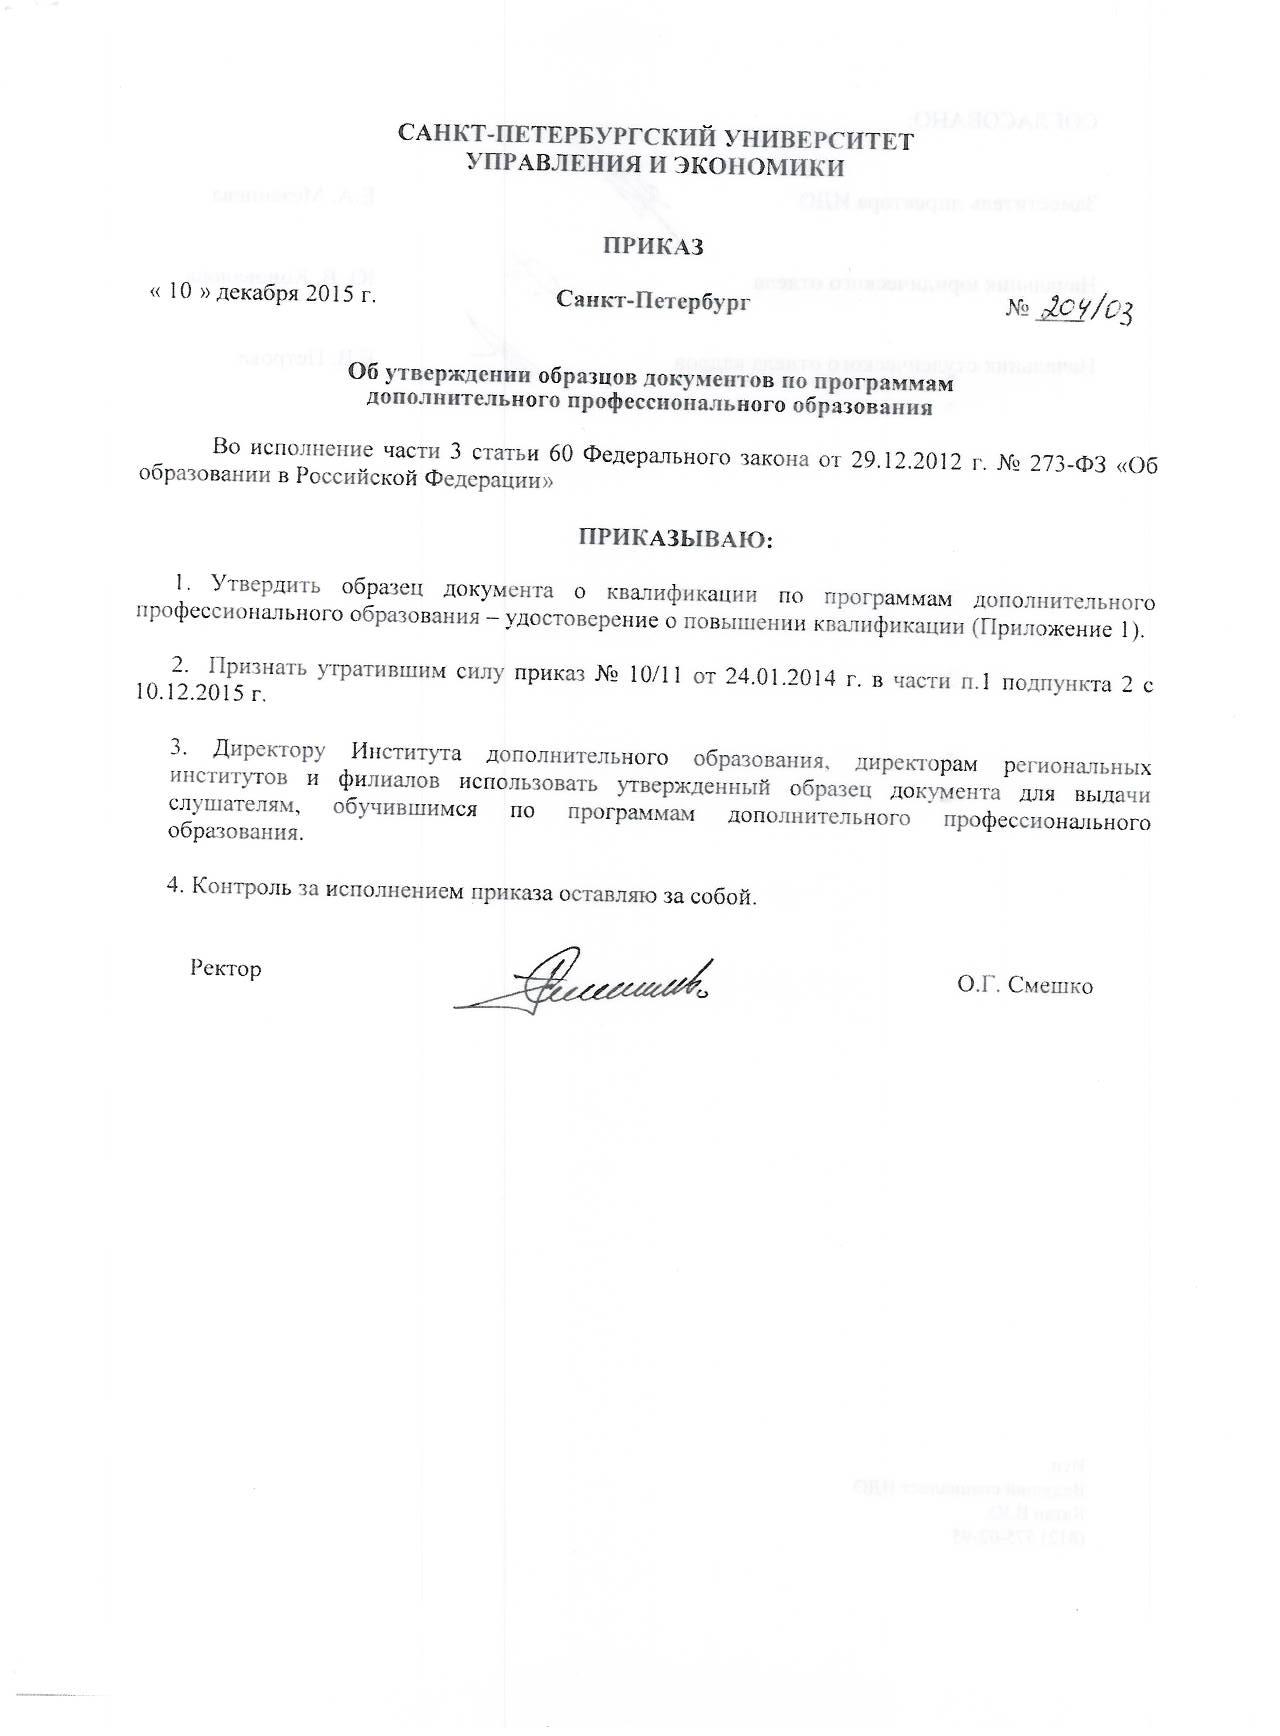 САНКТ-ПЕТЕРБУРГСКИЙ УНИВЕРСИТЕТ
УПРАВЛЕНИЯ И ЭКОНОМИКИ
ПРИКАЗ
« 10 » декабря 2015 г. Санкт-Петербург № 204/03
Об утверждении образцов документов по программам
дополнительного профессионального образования
Во исполнение части 3 статьи 60 Федерального закона от 29.12.2012 г. № 273-ФЗ «Об
образовании в Российской Федерации»
ПРИКАЗЫВАЮ:
1. Утвердить образец документа о квалификации по программам дополнительного
профессионального образования – удостоверение о повышении квалификации (Приложение 1).
2. Признать утратившим силу приказ № 10/11 от 24.01.2014 г. в части п.1 подпункта 2 с
10.12.2015 г.
3. Директору Института дополнительного образования, директорам региональных
институтов и филиалов использовать утвержденный образец документа для выдачи
слушателям, обучившимся по программам дополнительного профессионального
образования.
4. Контроль за исполнением приказа оставляю за собой.
Ректор О.Г. Смешко